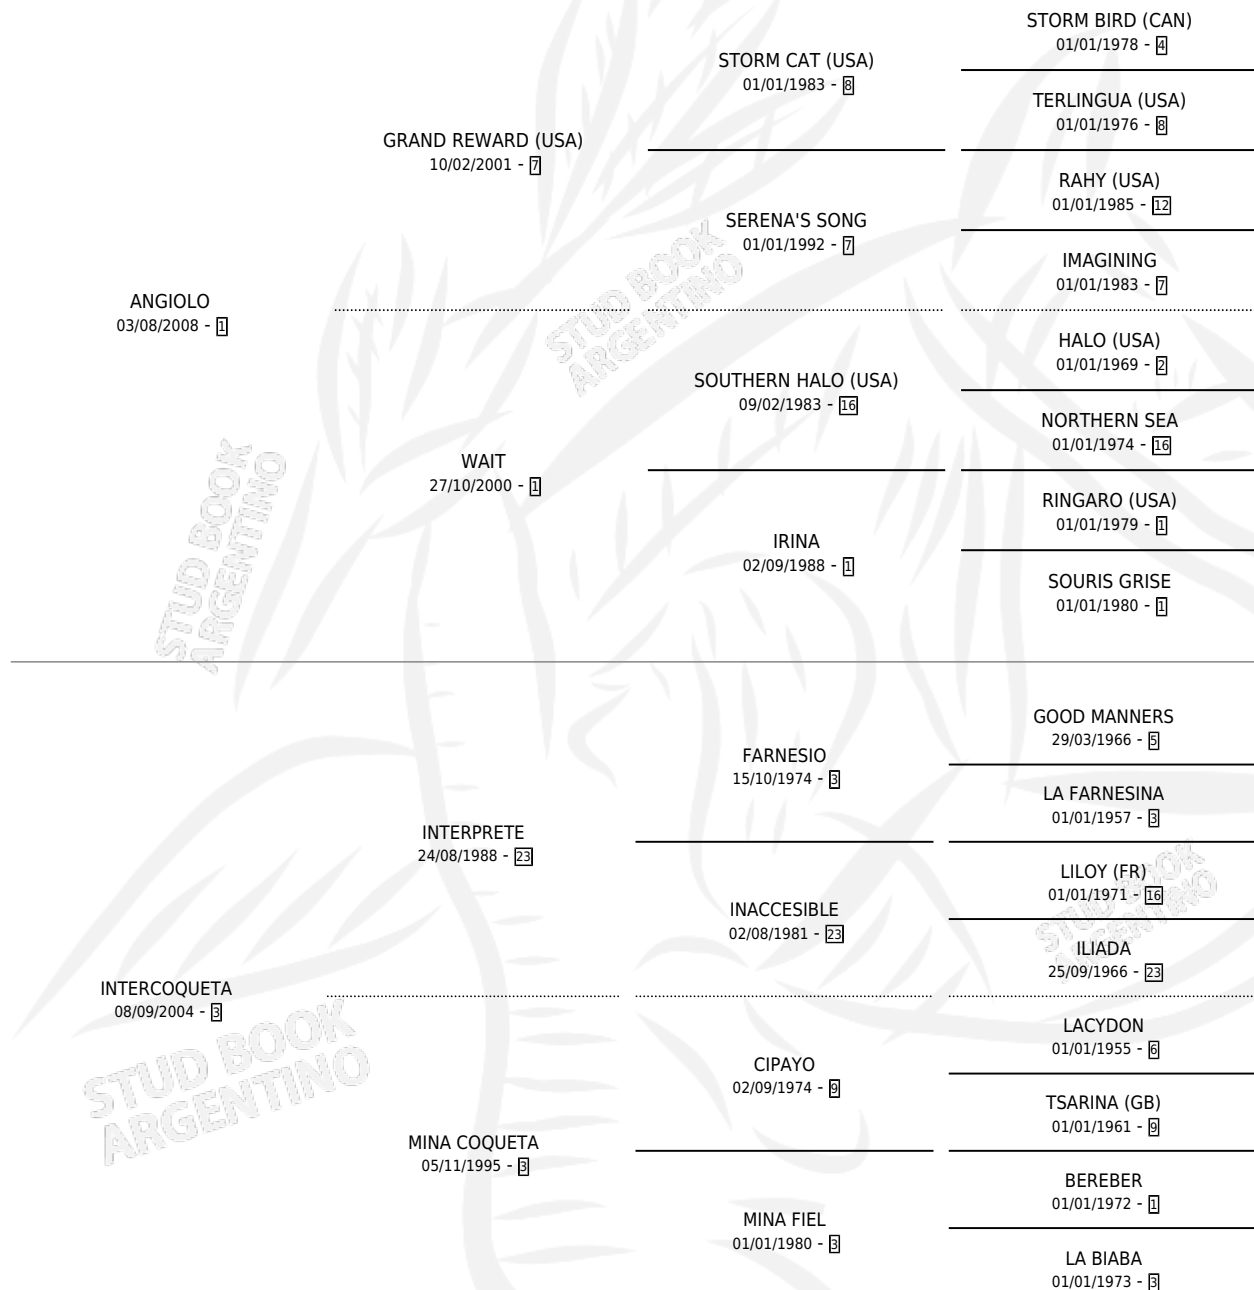 STORM BIRD (CAN)
01/01/1978 - 4
STORM CAT (USA)
01/01/1983 - 8
TERLINGUA (USA)
01/01/1976 - 8
GRAND REWARD (USA)
10/02/2001 - 7
RAHY (USA)
01/01/1985 - 12
SERENA'S SONG
01/01/1992 - 7
IMAGINING
01/01/1983 - 7
ANGIOLO
03/08/2008 - 1
HALO (USA)
01/01/1969 - 2
SOUTHERN HALO (USA)
09/02/1983 - 16
NORTHERN SEA
01/01/1974 - 16
WAIT
27/10/2000 - 1
RINGARO (USA)
01/01/1979 - 1
IRINA
02/09/1988 - 1
SOURIS GRISE
01/01/1980 - 1
GOOD MANNERS
29/03/1966 - 5
FARNESIO
15/10/1974 - 3
LA FARNESINA
01/01/1957 - 3
INTERPRETE
24/08/1988 - 23
LILOY (FR)
01/01/1971 - 16
INACCESIBLE
02/08/1981 - 23
ILIADA
25/09/1966 - 23
INTERCOQUETA
08/09/2004 - 3
LACYDON
01/01/1955 - 6
CIPAYO
02/09/1974 - 9
TSARINA (GB)
01/01/1961 - 9
MINA COQUETA
05/11/1995 - 3
BEREBER
01/01/1972 - 1
MINA FIEL
01/01/1980 - 3
LA BIABA
01/01/1973 - 3
STUD BOOK
ARGENTINO
STUD BOOK
ARGENTINO
STUD BOOK
ARGENTINO
STUD BOOK
ARGENTINO